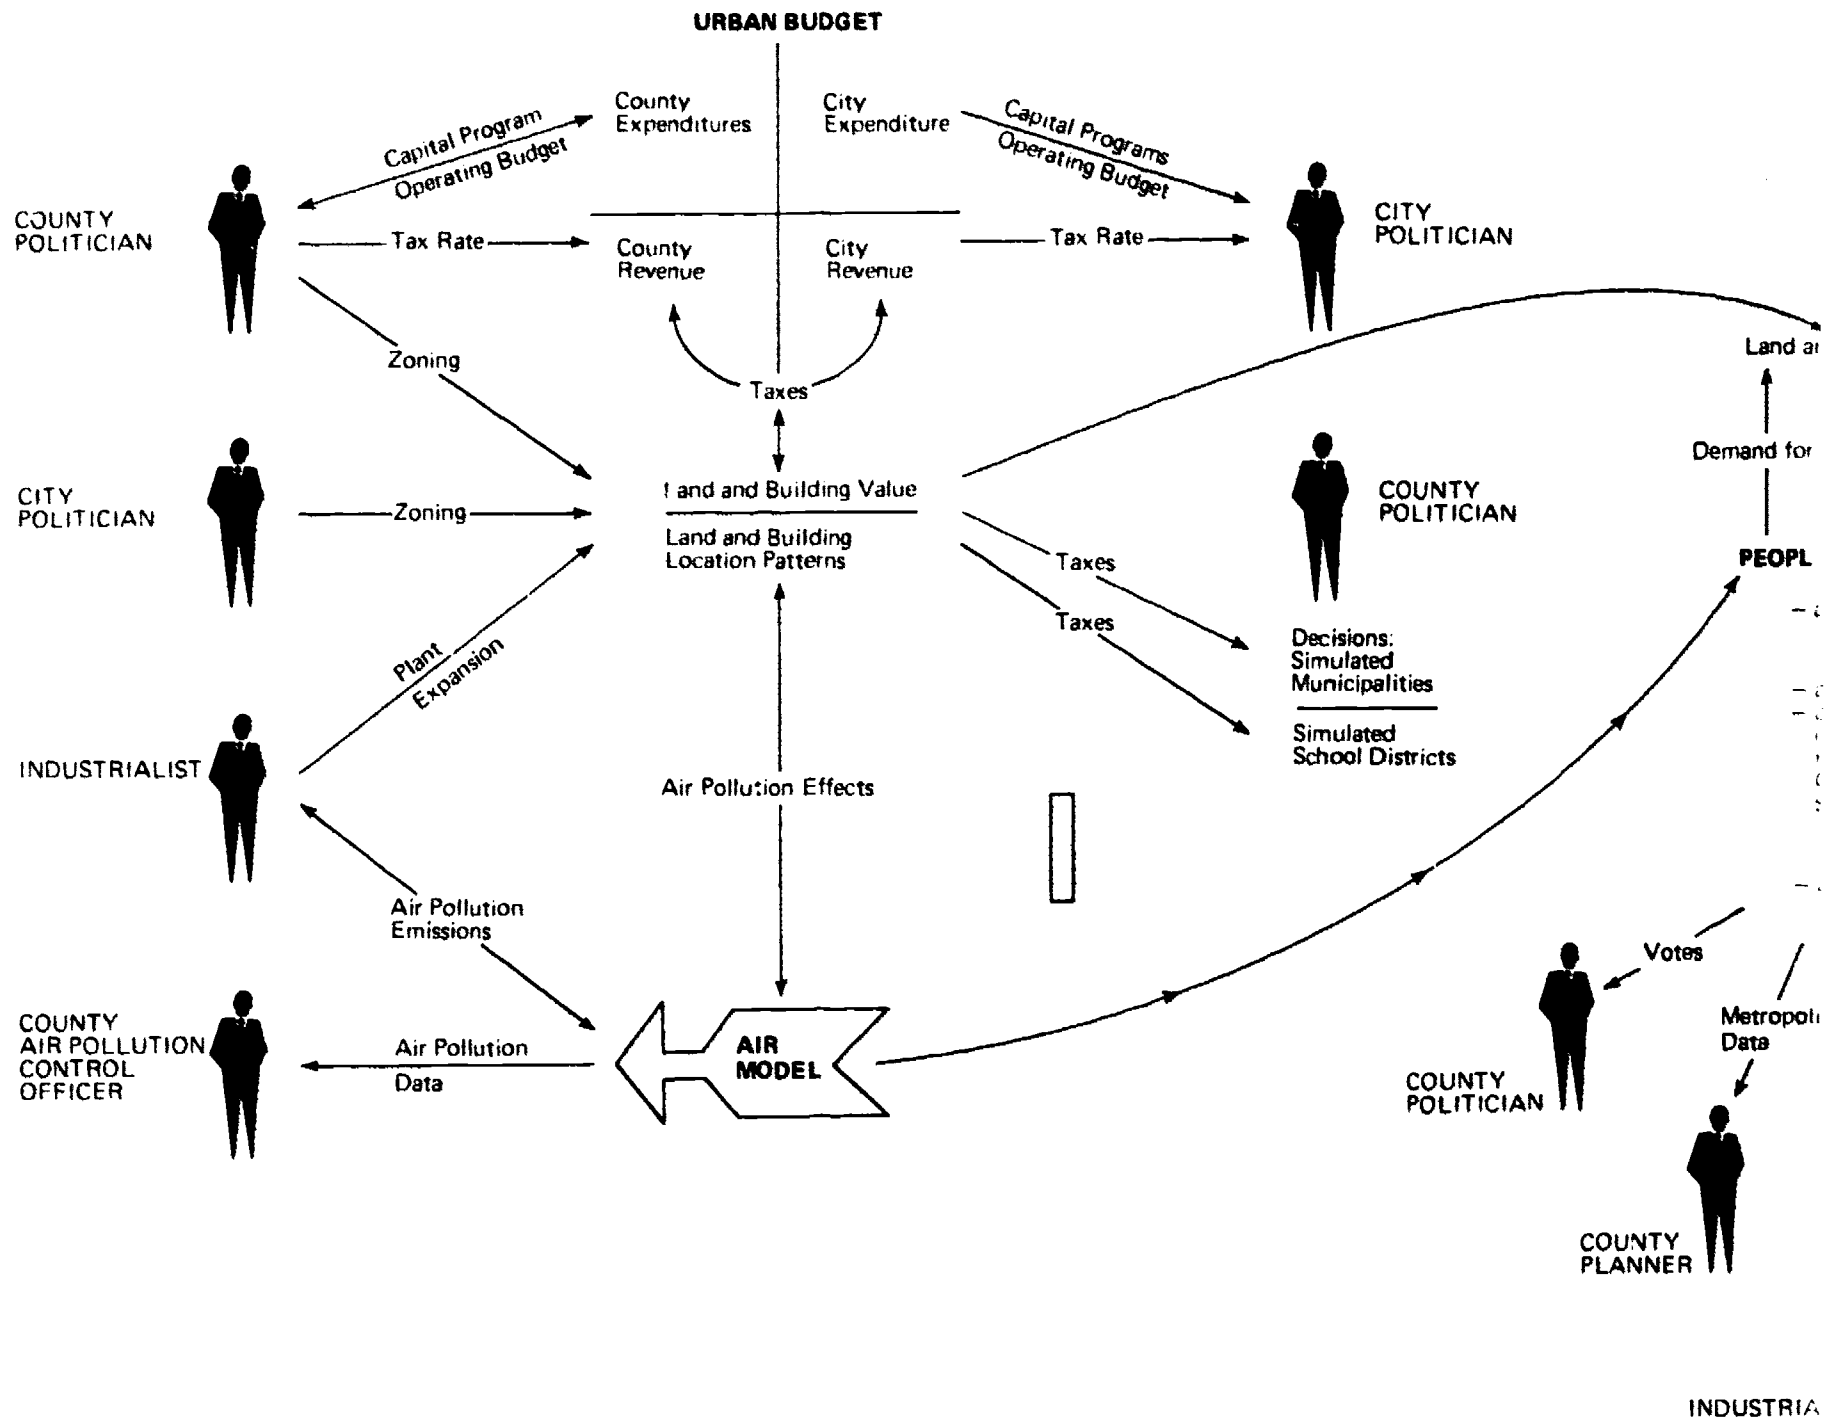 URBAN BUDGET
County
Expenditures
City
Expenditure
Capital Program
Operating Budget
Capital Programs
Operating Budget
COUNTY
POLITICIAN
Tax Rate
County
Revenue
City
Revenue
Tax Rate
CITY
POLITICIAN
Zoning
Taxes
Land
Demand for
CITY
POLITICIAN
Zoning
Land and Building Value
Land and Building
Location Patterns
COUNTY
POLITICIAN
Taxes
Taxes
PEOPL
Decisions:
Simulated
Municipalities
Simulated
School Districts
Plant
Expansion
INDUSTRIALIST
Air Pollution Effects
Air Pollution
Emissions
Votes
COUNTY
AIR POLLUTION
CONTROL
OFFICER
Air Pollution
Data
AIR
MODEL
Metropoli
Data
COUNTY
POLITICIAN
COUNTY
PLANNER
INDUSTRIA